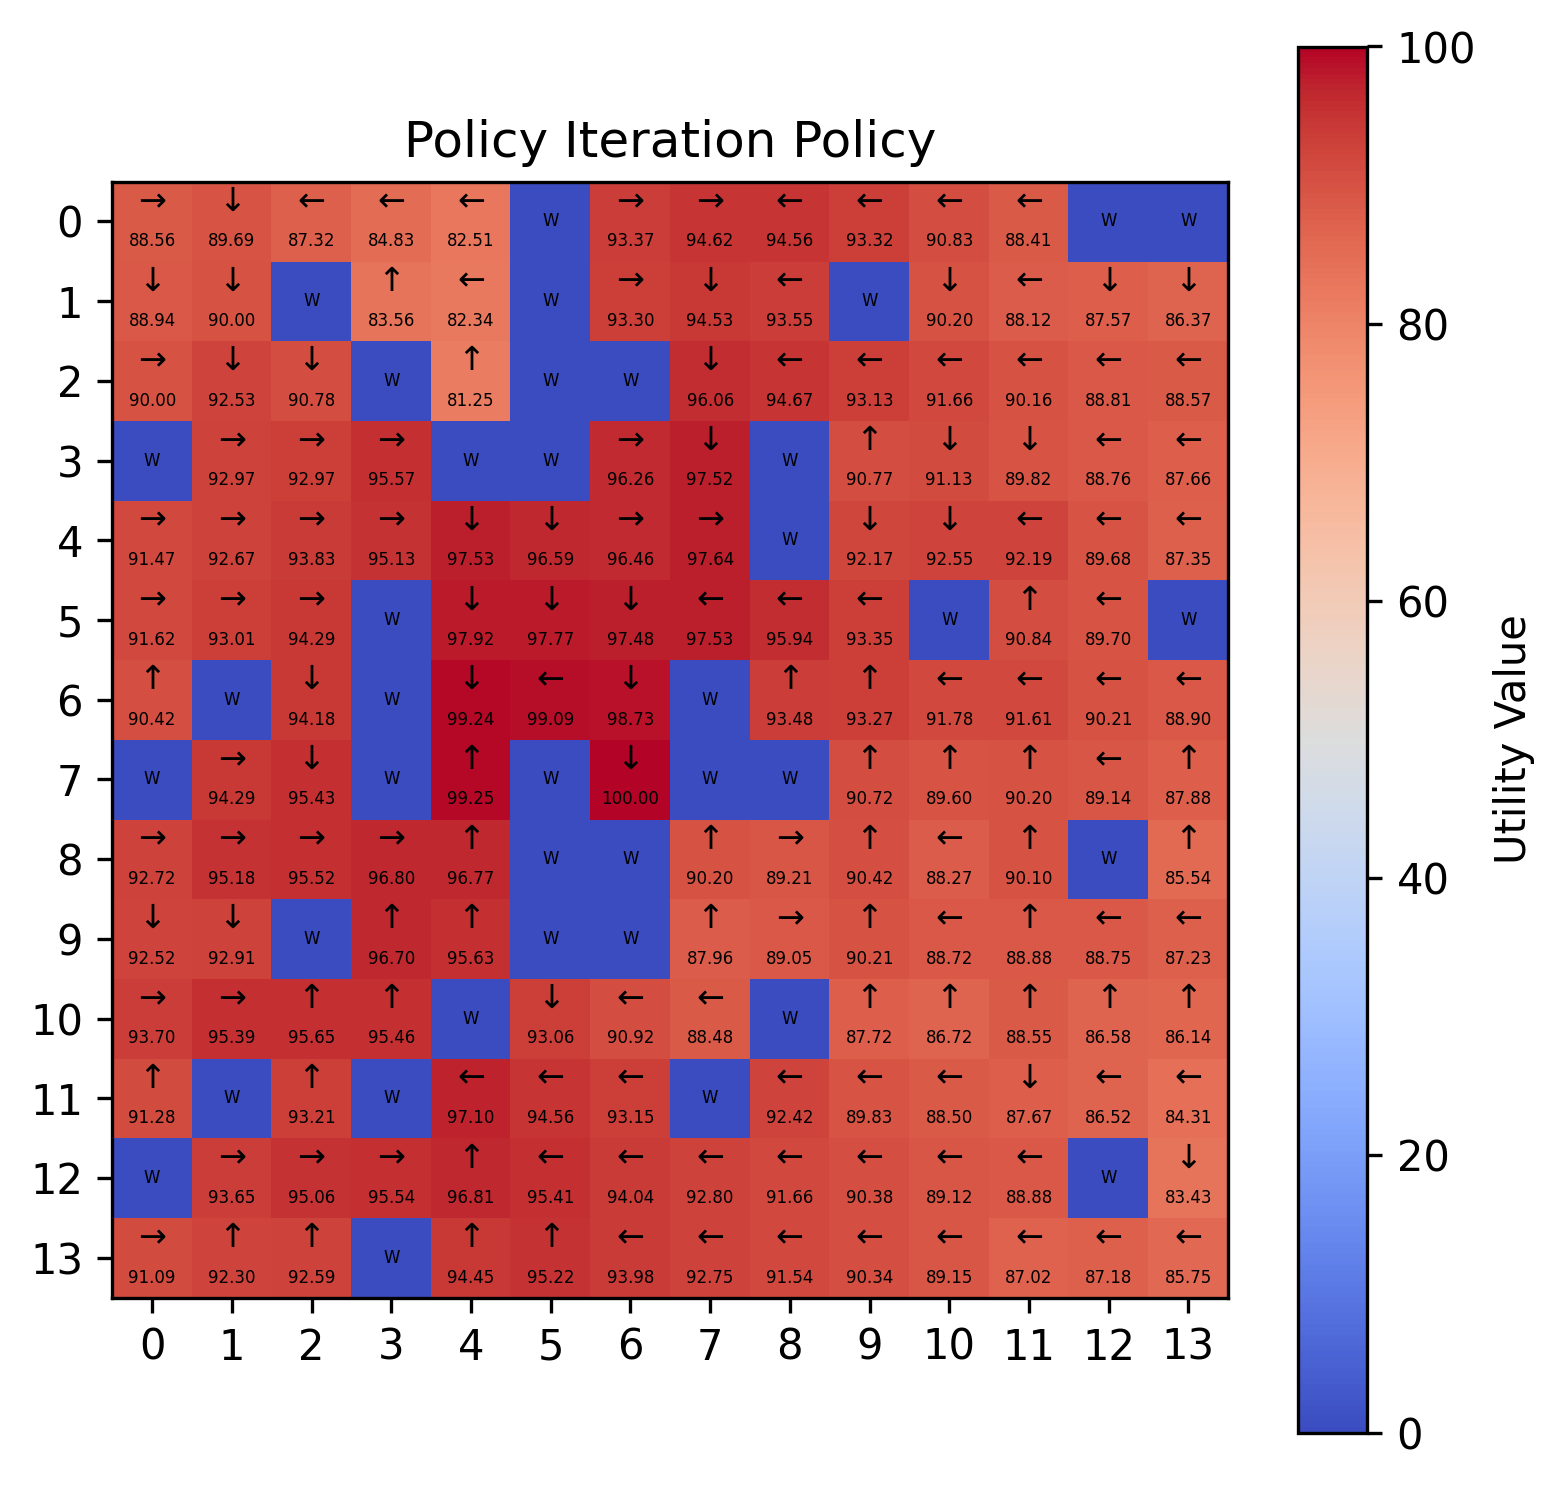 Policy Iteration Policy
0 → ↓ ← ← ← W → → ← ← ← ← W W
88.56 89.69 87.32 84.83 82.51 93.37 94.62 94.56 93.32 90.83 88.41
1 ↓ ↓ W ↑ ← W → ↓ ← W ↓ ← ↓ ↓
88.94 90.00 83.56 82.34 93.30 94.53 93.55 90.20 88.12 87.57 86.37
2 → ↓ ↓ W ↑ W W ↓ ← ← ← ← ← ←
90.00 92.53 90.78 81.25 96.06 94.67 93.13 91.66 90.16 88.81 88.57
3 W → → → W W → ↓ W ↑ ↓ ↓ ← ←
92.97 92.97 95.57 96.26 97.52 90.77 91.13 89.82 88.76 87.66
4 → → → → ↓ ↓ → → W ↓ ↓ ← ← ←
91.47 92.67 93.83 95.13 97.53 96.59 96.46 97.64 92.17 92.55 92.19 89.68 87.35
5 → → → W ↓ ↓ ↓ ← ← ← W ↑ ← W
91.62 93.01 94.29 97.92 97.77 97.48 97.53 95.94 93.35 90.84 89.70
6 ↑ W ↓ W ↓ ← ↓ W ↑ ↑ ← ← ← ←
90.42 94.18 99.24 99.09 98.73 93.48 93.27 91.78 91.61 90.21 88.90
7 W → ↓ W ↑ W ↓ W W ↑ ↑ ↑ ← ↑
94.29 95.43 99.25 100.00 90.72 89.60 90.20 89.14 87.88
8 → → → → ↑ W W ↑ → ↑ ← ↑ W ↑
92.72 95.18 95.52 96.80 96.77 90.20 89.21 90.42 88.27 90.10 85.54
9 ↓ ↓ W ↑ ↑ W W ↑ → ↑ ← ↑ ← ←
92.52 92.91 96.70 95.63 87.96 89.05 90.21 88.72 88.88 88.75 87.23
10 → → ↑ ↑ W ↓ ← ← W ↑ ↑ ↑ ↑ ↑
93.70 95.39 95.65 95.46 93.06 90.92 88.48 87.72 86.72 88.55 86.58 86.14
11 ↑ W ↑ W ← ← ← W ← ← ← ↓ ← ←
91.28 93.21 97.10 94.56 93.15 92.42 89.83 88.50 87.67 86.52 84.31
12 W → → → ↑ ← ← ← ← ← ← ← W ↓
93.65 95.06 95.54 96.81 95.41 94.04 92.80 91.66 90.38 89.12 88.88 83.43
13 → ↑ ↑ W ↑ ↑ ← ← ← ← ← ← ← ←
91.09 92.30 92.59 94.45 95.22 93.98 92.75 91.54 90.34 89.15 87.02 87.18 85.75
0 1 2 3 4 5 6 7 8 9 10 11 12 13
100
80
60
40
20
0
Utility Value